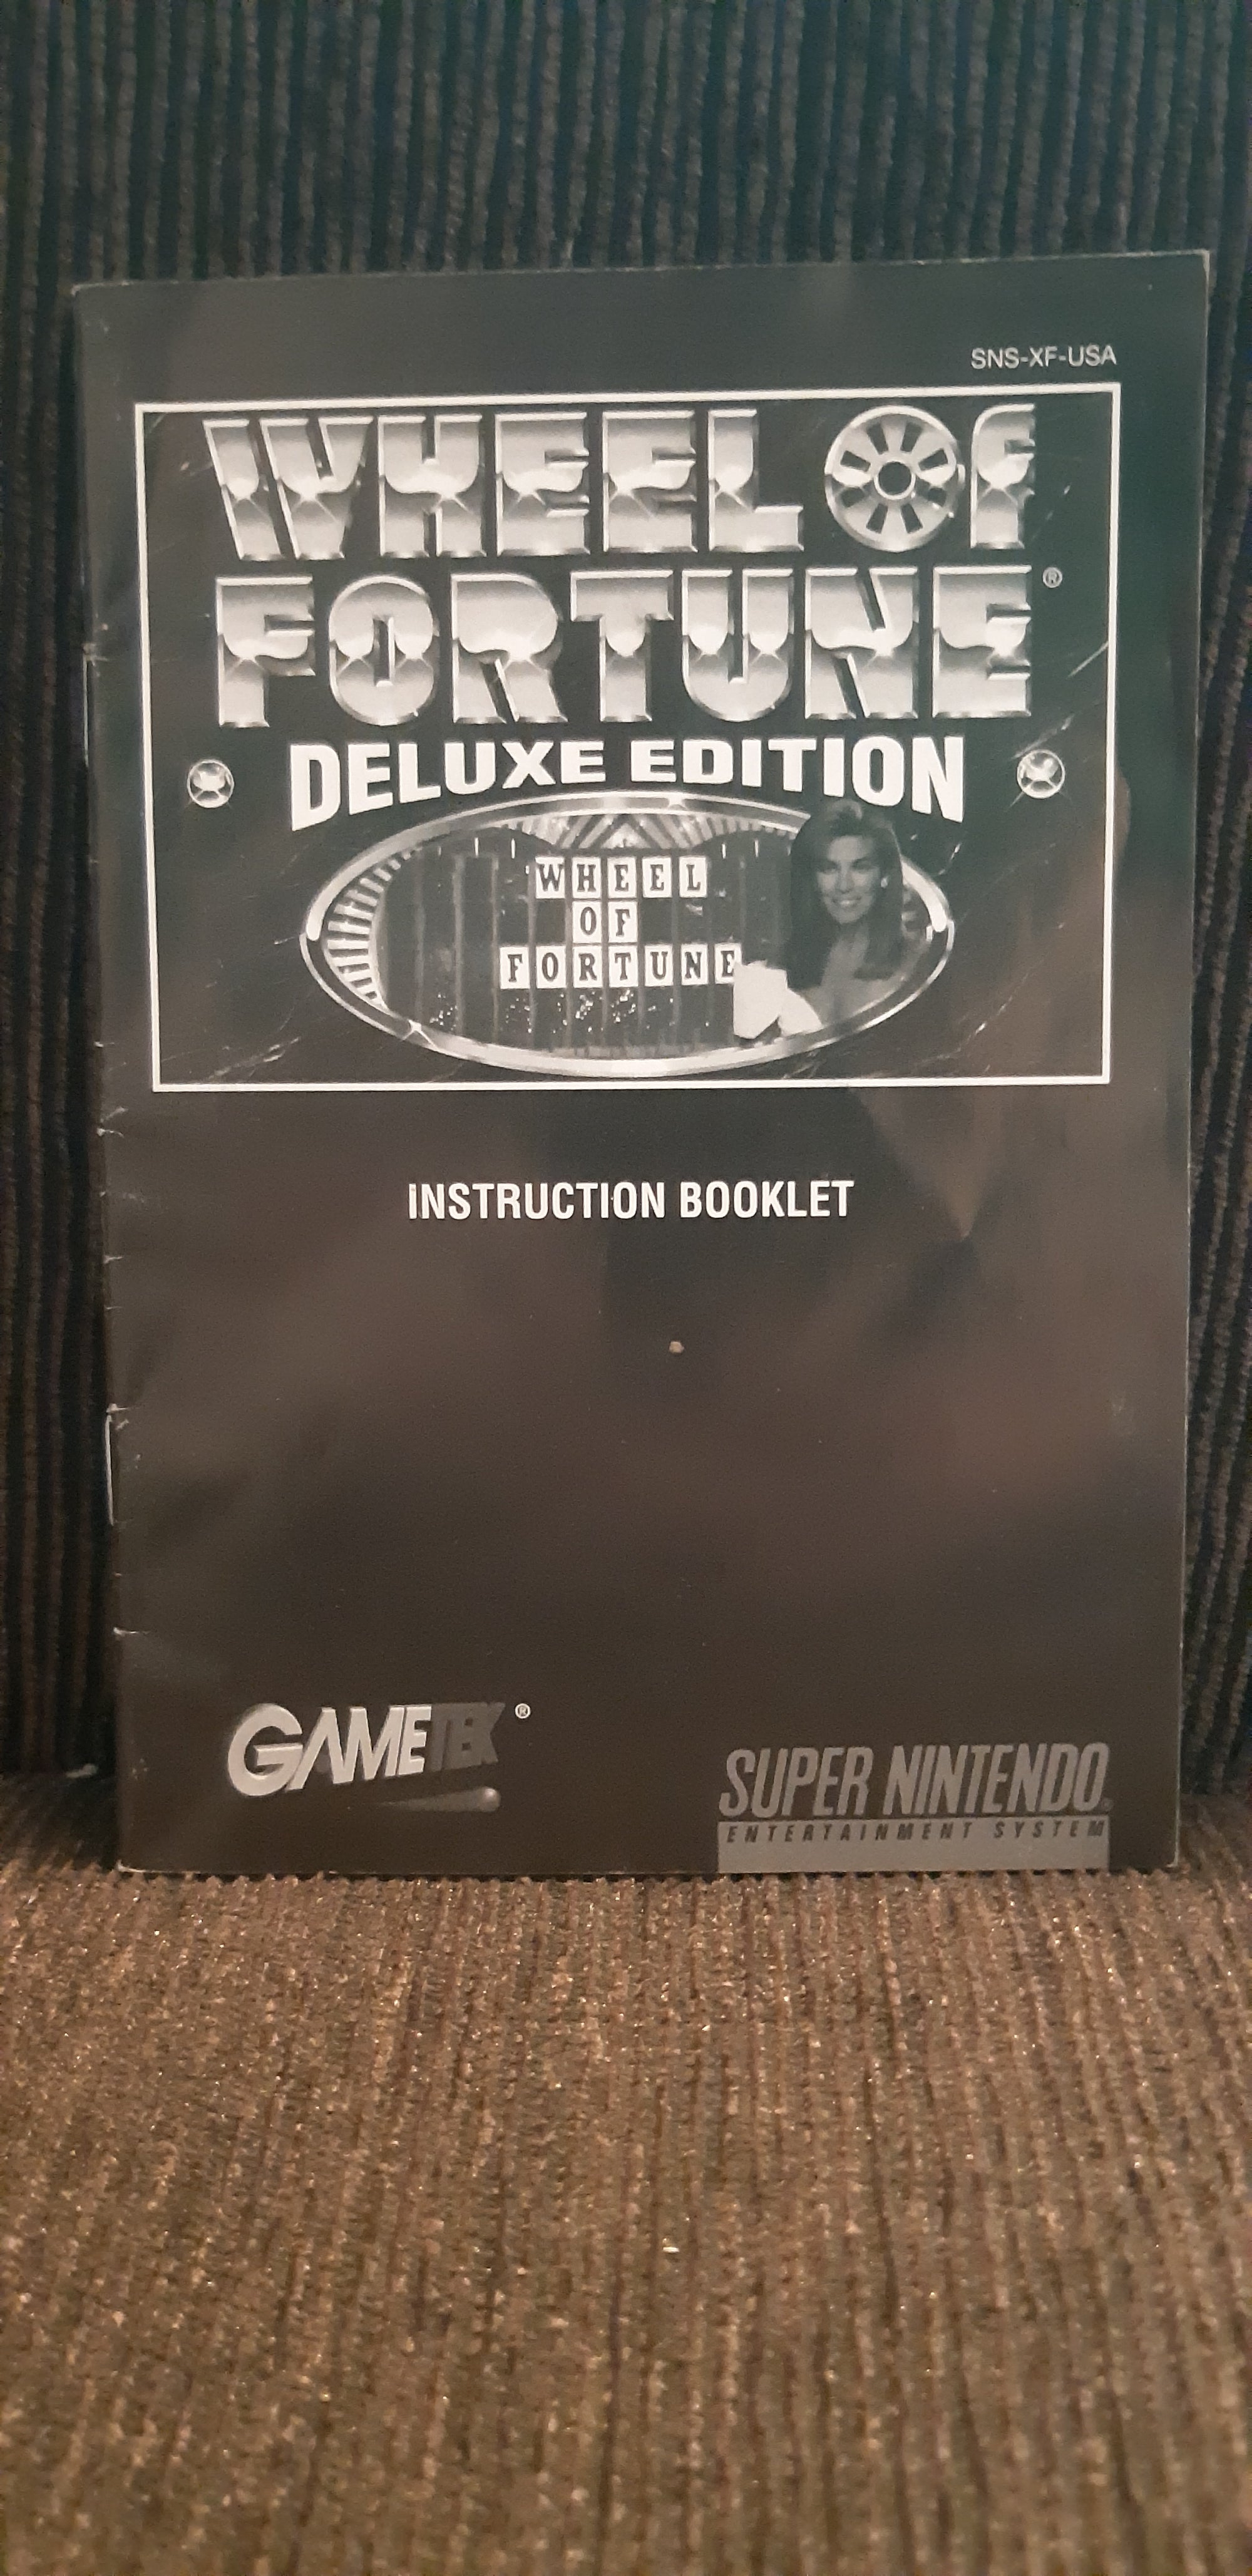 SNS-XF-USA
WHEEL OF
FORTUNE®
DELUXE EDITION
WHEEL
OF
FORTUNE
INSTRUCTION BOOKLET
GAMETEK®
SUPER NINTENDO®
ENTERTAINMENT SYSTEM